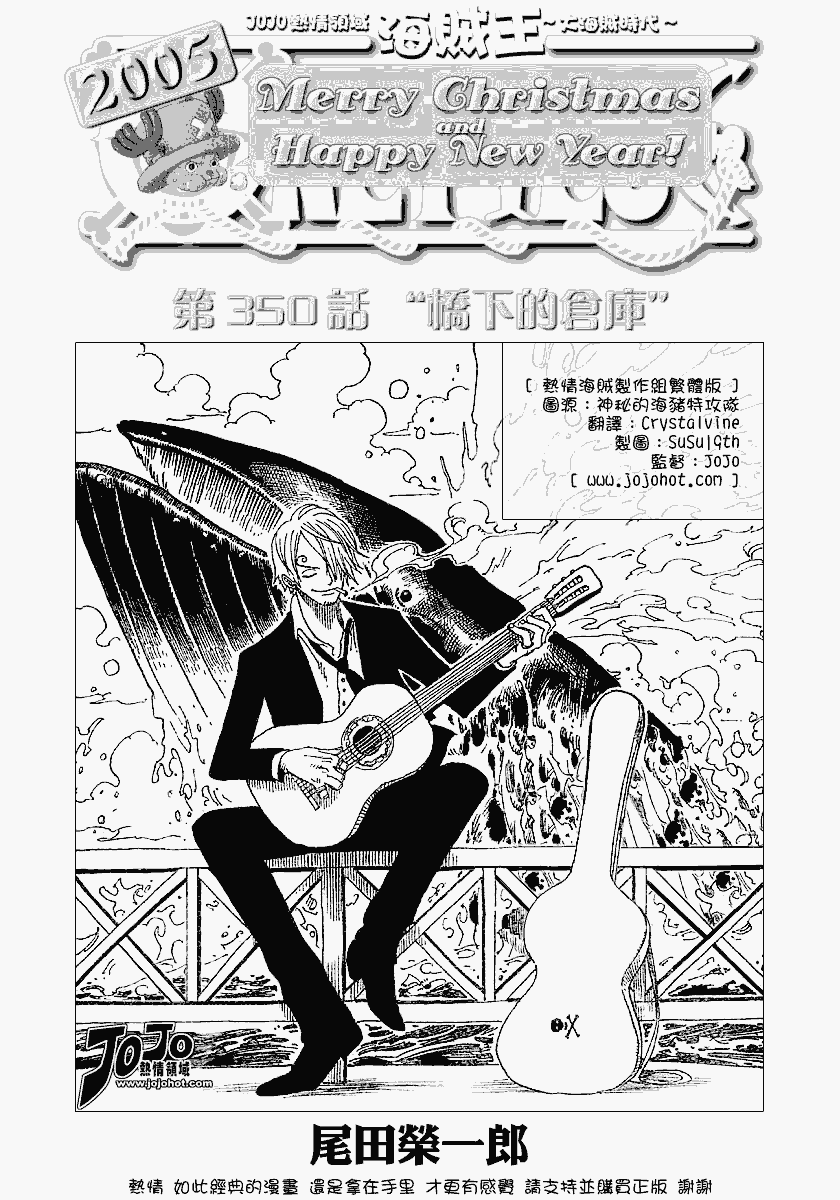 JOJO熱情領域 海賊王~大海賊時代~
2005
Merry Christmas
and
Happy New Year!
第350話 “橋下的倉庫”
[ 熱情海賊製作組繁體版 ]
圖源：神秘的海豬特攻隊
翻譯：Crystalvine
製圖：SuSu19th
監督：JoJo
[ www.jojohot.com ]
JOJO
熱情領域
www.jojohot.com
尾田榮一郎
熱情 如此經典的漫畫 還是拿在手里 才更有感覺 請支持並購買正版 謝謝